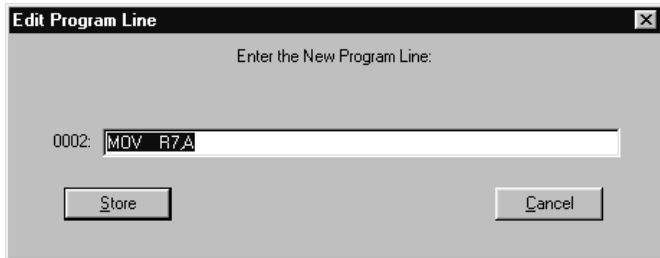 Edit Program Line
Enter the New Program Line:
0002: MOV R7,A
Store Cancel